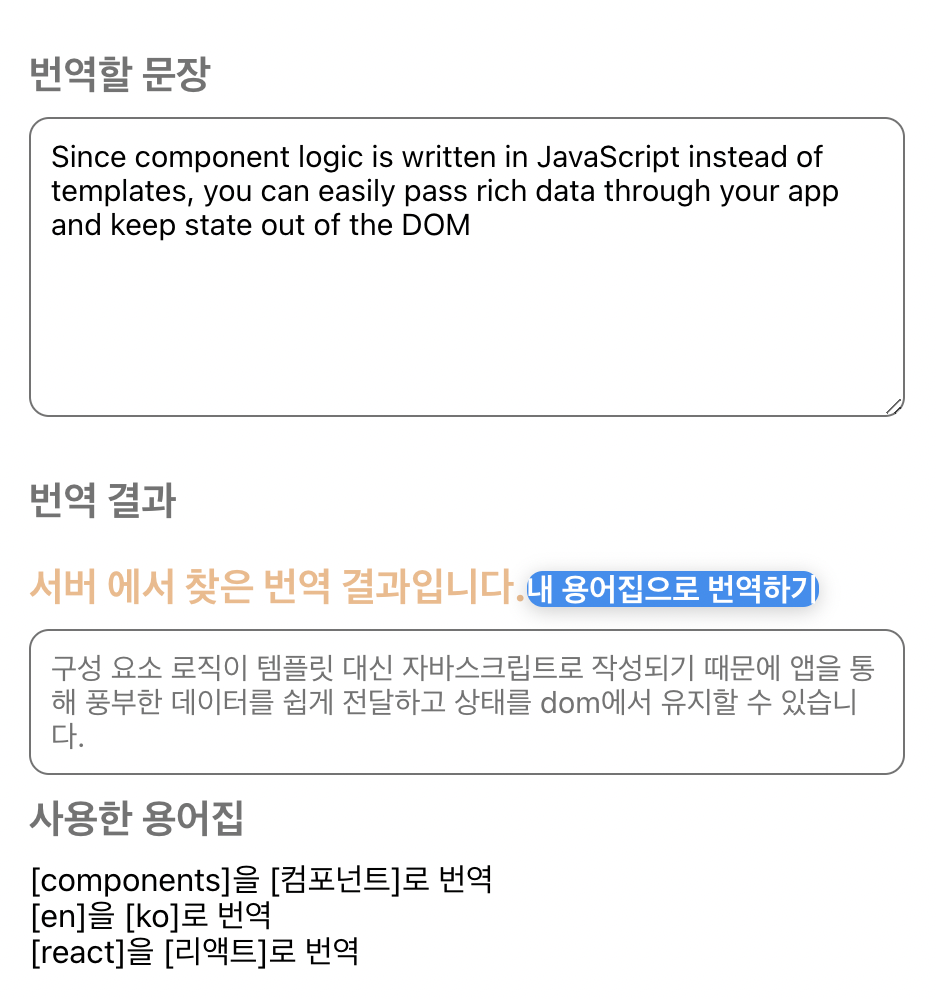 번역할 문장
Since component logic is written in JavaScript instead of
templates, you can easily pass rich data through your app
and keep state out of the DOM
번역 결과
서버 에서 찾은 번역 결과입니다.내 용어집으로 번역하기
구성 요소 로직이 템플릿 대신 자바스크립트로 작성되기 때문에 앱을 통
해 풍부한 데이터를 쉽게 전달하고 상태를 dom에서 유지할 수 있습니
다.
사용한 용어집
[components]을 [컴포넌트]로 번역
[en]을 [ko]로 번역
[react]을 [리액트]로 번역